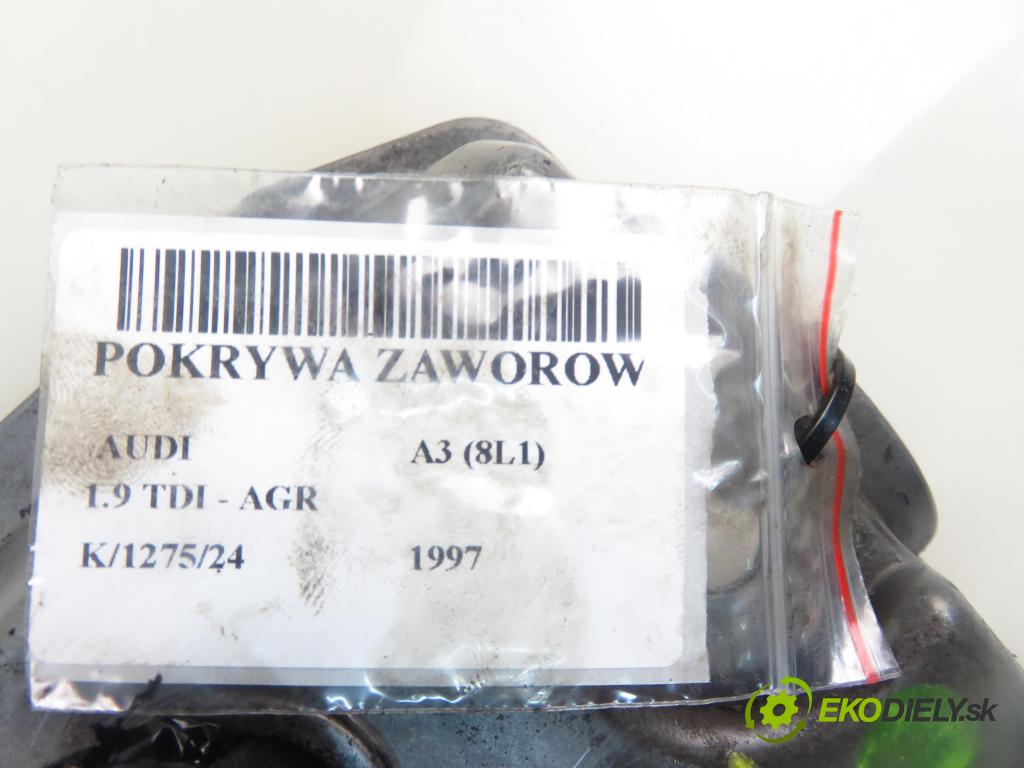 POKRYWA ZAWOROW
AUDI A3 (8L1)
1.9 TDI - AGR
K/1275/24 1997
EKODIELY.sk